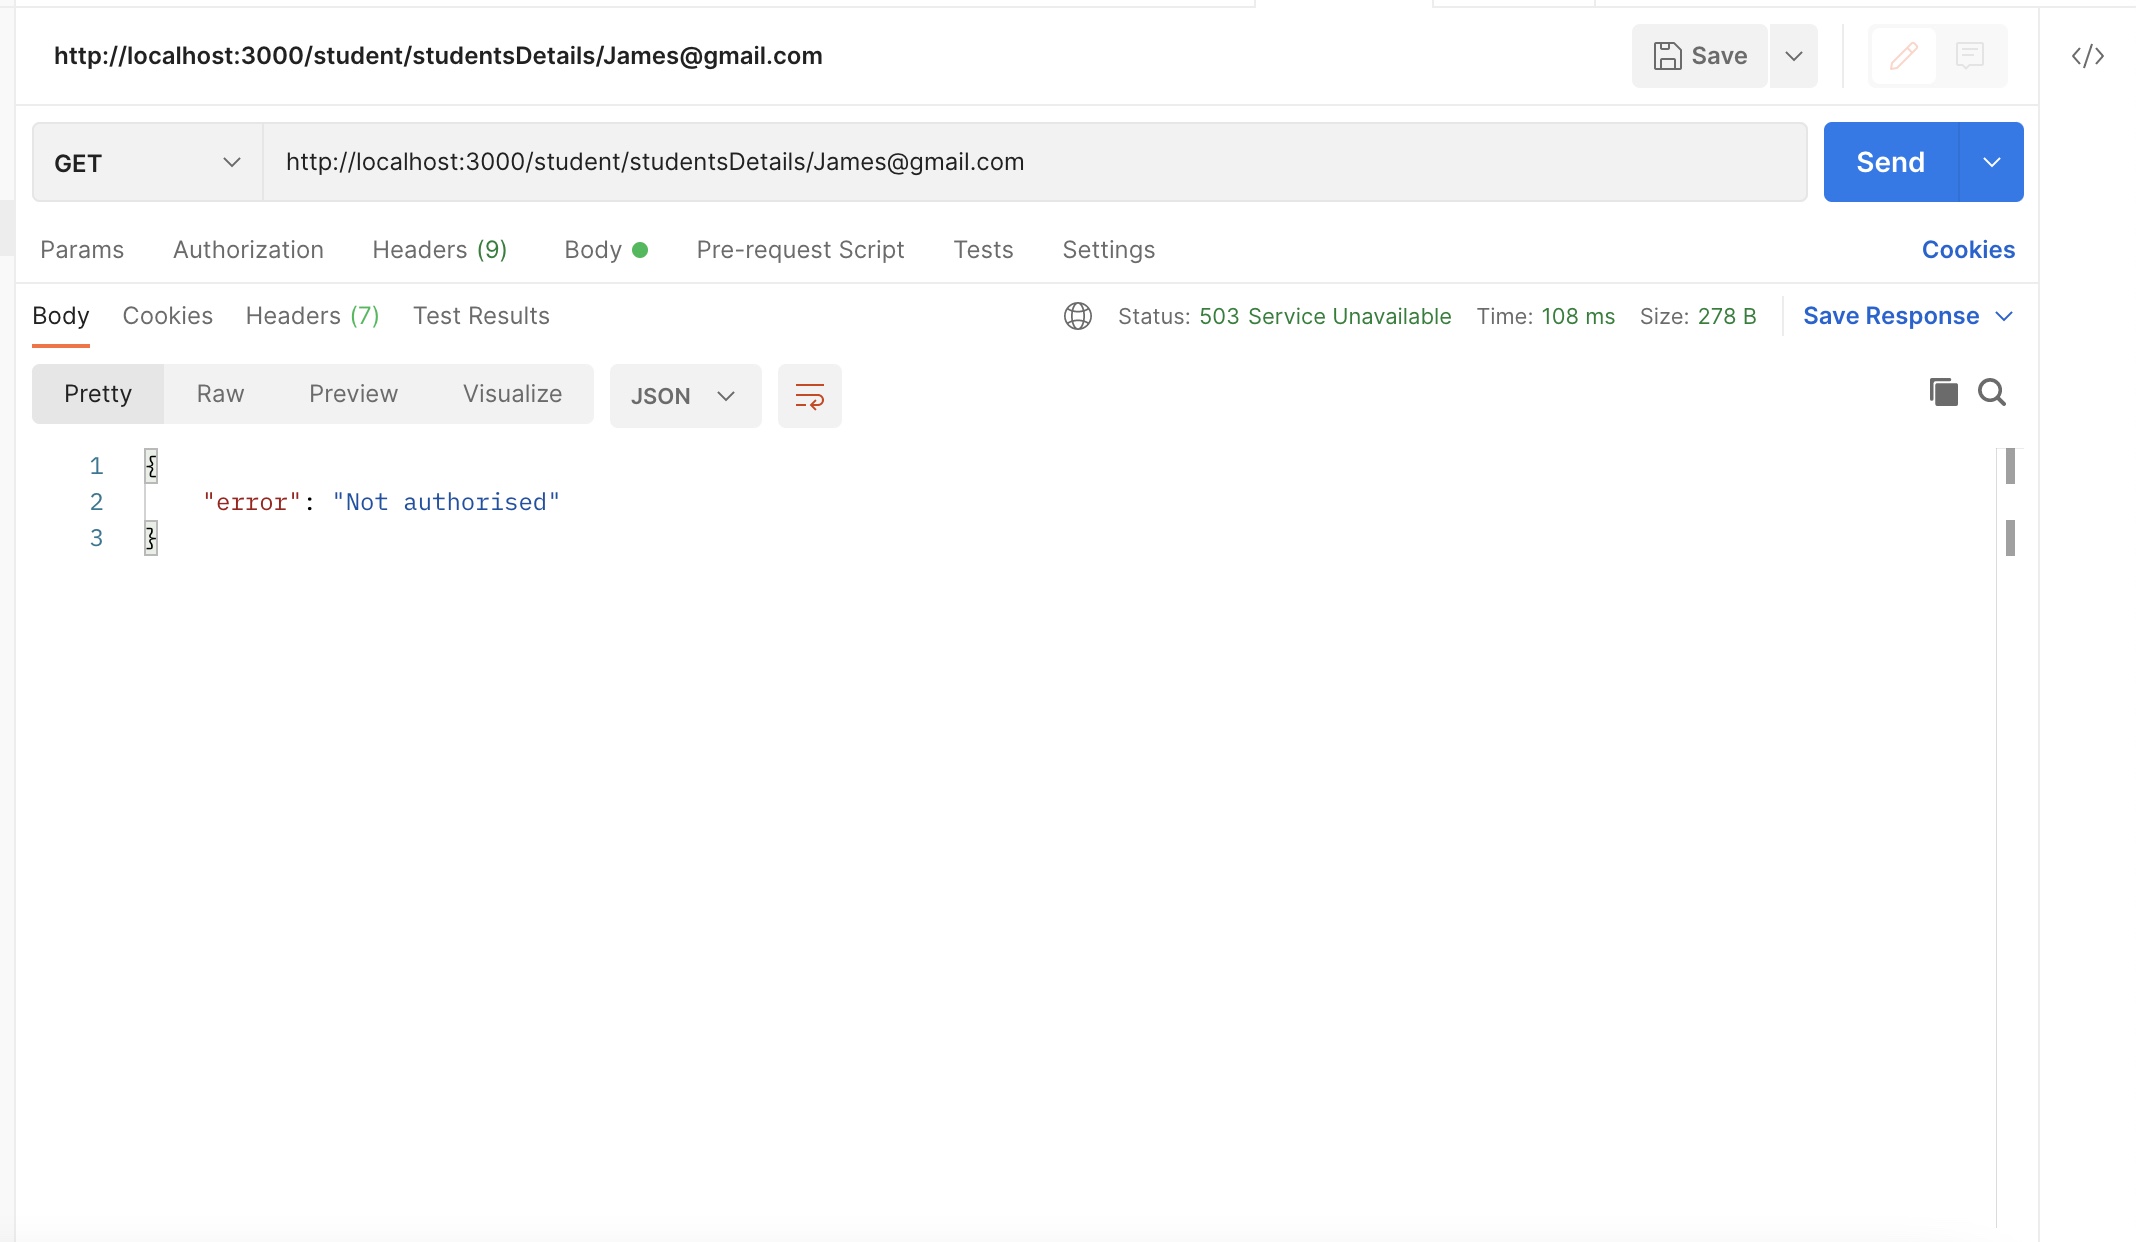 http://localhost:3000/student/studentsDetails/James@gmail.com
Save
</>
GET
http://localhost:3000/student/studentsDetails/James@gmail.com
Send
Params Authorization Headers (9) Body Pre-request Script Tests Settings Cookies
Body Cookies Headers (7) Test Results Status: 503 Service Unavailable Time: 108 ms Size: 278 B Save Response
Pretty Raw Preview Visualize JSON
1 {
2 "error": "Not authorised"
3 }